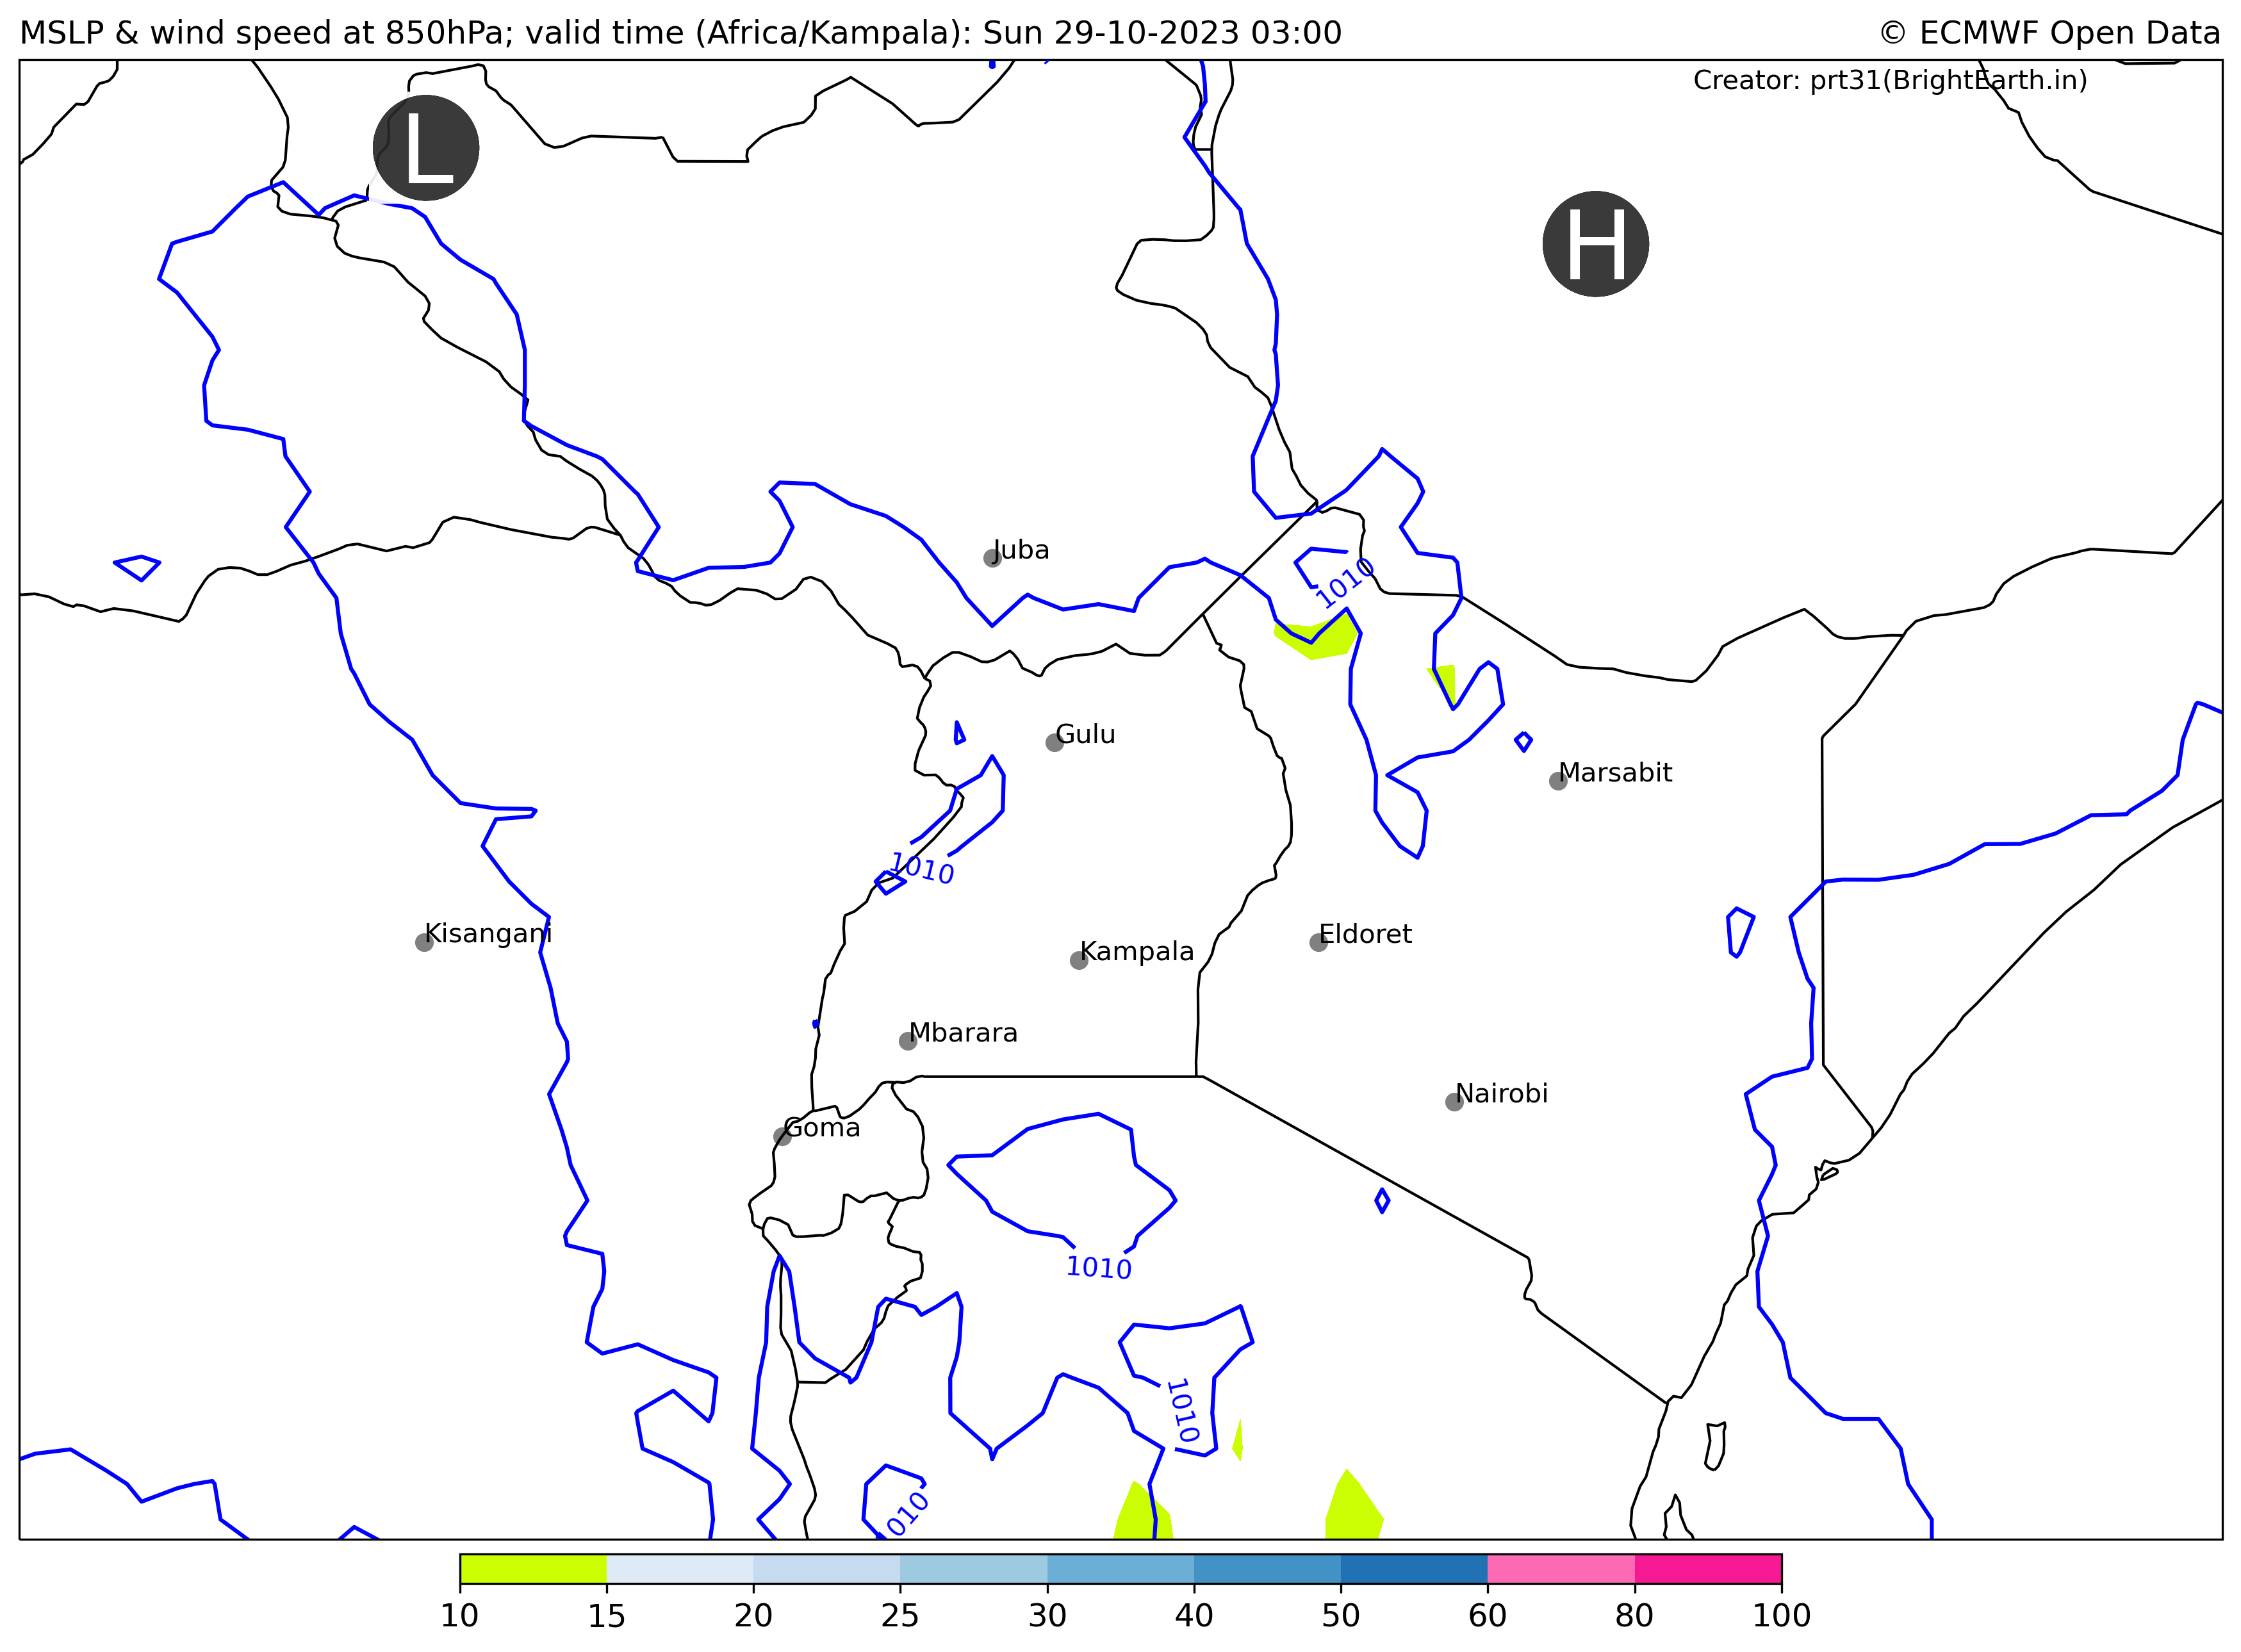 MSLP & wind speed at 850hPa; valid time (Africa/Kampala): Sun 29-10-2023 03:00
© ECMWF Open Data
Creator: prt31(BrightEarth.in)
L
H
Juba
1010
Gulu
Marsabit
1010
Kisangani
Eldoret
Kampala
Mbarara
Nairobi
Goma
1010
1010
010
10 15 20 25 30 40 50 60 80 100